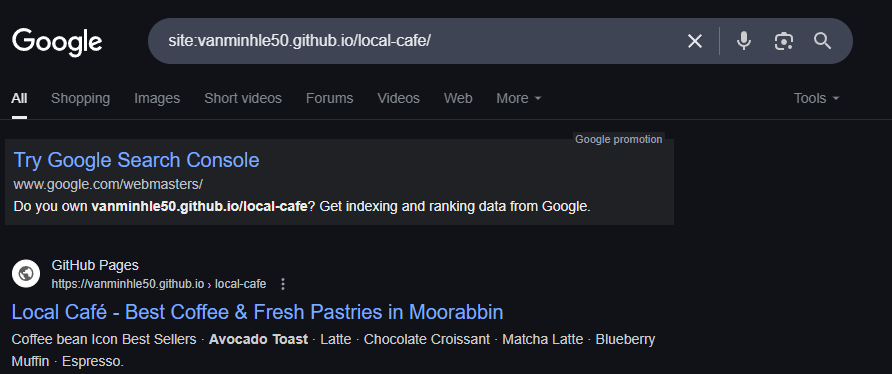 Google
site:vanminhle50.github.io/local-cafe/
All Shopping Images Short videos Forums Videos Web More Tools
Google promotion
Try Google Search Console
www.google.com/webmasters/
Do you own vanminhle50.github.io/local-cafe? Get indexing and ranking data from Google.
GitHub Pages
https://vanminhle50.github.io › local-cafe
Local Café - Best Coffee & Fresh Pastries in Moorabbin
Coffee bean Icon Best Sellers · Avocado Toast · Latte · Chocolate Croissant · Matcha Latte · Blueberry
Muffin · Espresso.